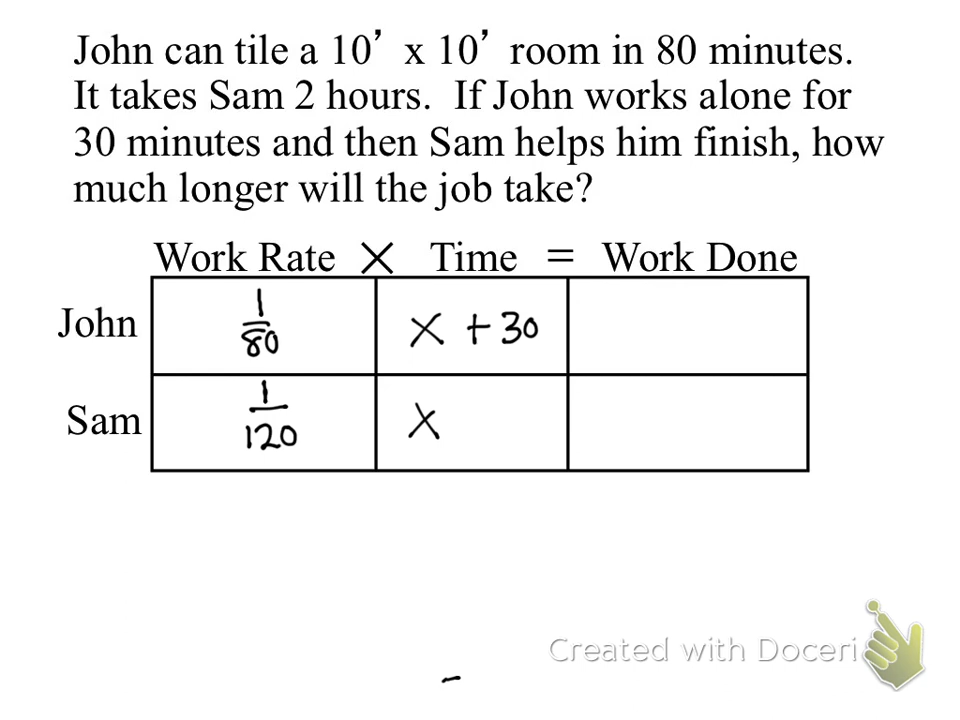 John can tile a 10’ x 10’ room in 80 minutes.
It takes Sam 2 hours. If John works alone for
30 minutes and then Sam helps him finish, how
much longer will the job take?
Work Rate × Time = Work Done
John 1/80 x + 30
Sam 1/120 x
Created with Doceri